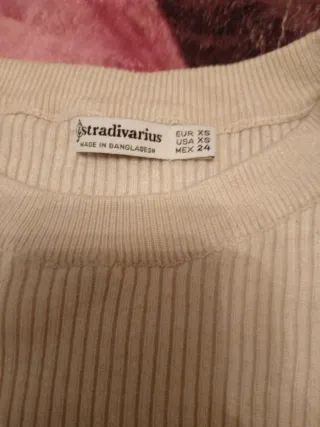 stradivarius
MADE IN BANGLADESH
EUR XS
USA XS
MEX 24